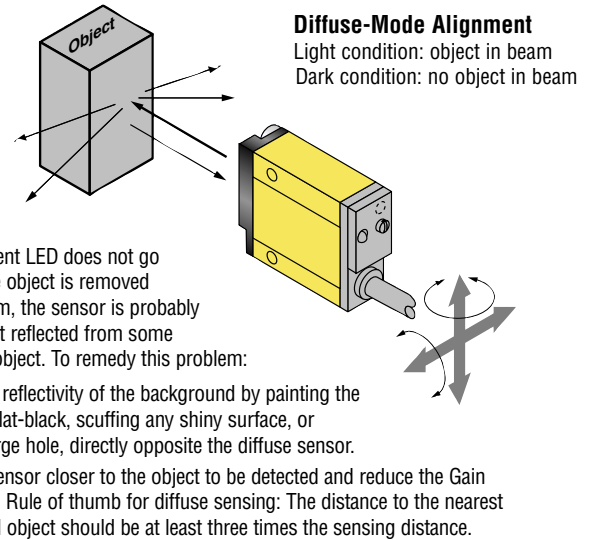 Object
Diffuse-Mode Alignment
Light condition: object in beam
Dark condition: no object in beam
ent LED does not go
e object is removed
m, the sensor is probably
t reflected from some
object. To remedy this problem:
reflectivity of the background by painting the
lat-black, scuffing any shiny surface, or
rge hole, directly opposite the diffuse sensor.
ensor closer to the object to be detected and reduce the Gain
Rule of thumb for diffuse sensing: The distance to the nearest
l object should be at least three times the sensing distance.